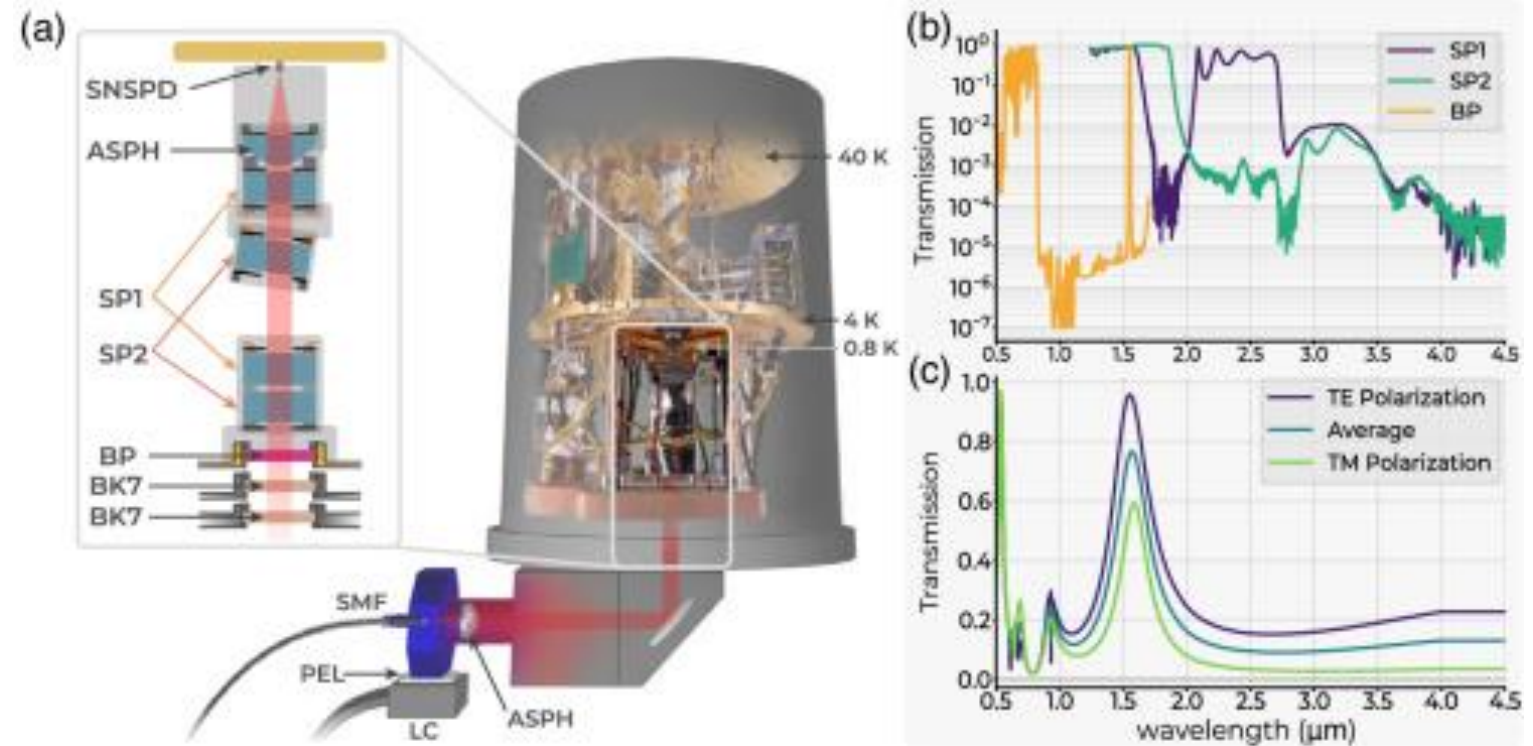 (a)
SNSPD
ASPH
SP1
SP2
BP
BK7
BK7
40 K
4 K
0.8 K
SMF
PEL
LC
ASPH
(b)
Transmission
10⁰
10⁻¹
10⁻²
10⁻³
10⁻⁴
10⁻⁵
10⁻⁶
10⁻⁷
0.5 1.0 1.5 2.0 2.5 3.0 3.5 4.0 4.5
SP1
SP2
BP
(c)
Transmission
1.0
0.8
0.6
0.4
0.2
0.0
0.5 1.0 1.5 2.0 2.5 3.0 3.5 4.0 4.5
wavelength (μm)
TE Polarization
Average
TM Polarization